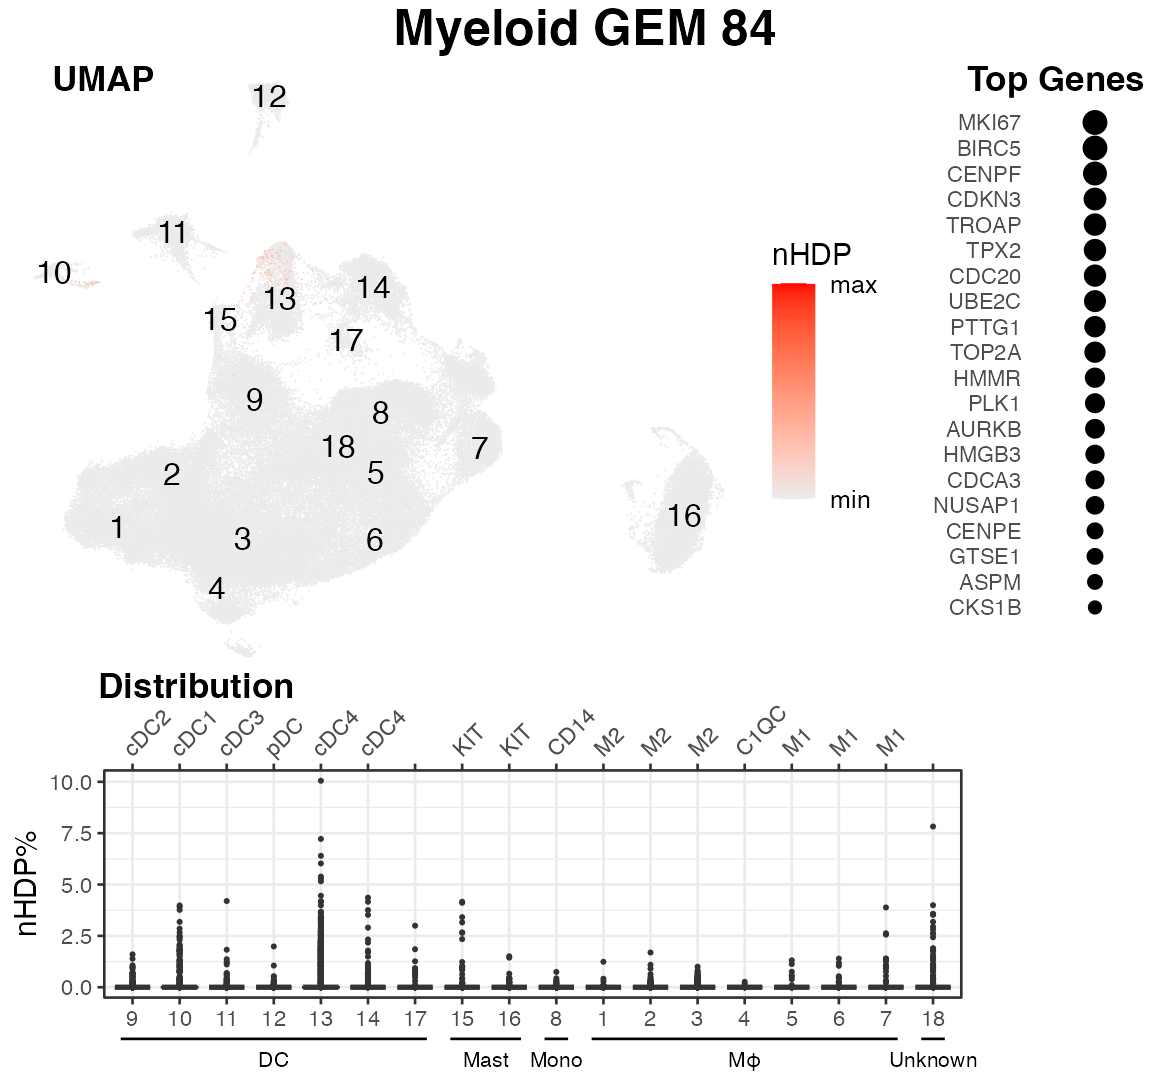 Myeloid GEM 84
UMAP
12
11
10
13
14
15
17
9
8
18
7
2
5
1
3
6
4
16
nHDP
max
min
Top Genes
MKI67
BIRC5
CENPF
CDKN3
TROAP
TPX2
CDC20
UBE2C
PTTG1
TOP2A
HMMR
PLK1
AURKB
HMGB3
CDCA3
NUSAP1
CENPE
GTSE1
ASPM
CKS1B
Distribution
cDC2 cDC1 cDC3 pDC cDC4 cDC4 KIT KIT CD14 M2 M2 M2 C1QC M1 M1 M1
nHDP%
10.0
7.5
5.0
2.5
0.0
9 10 11 12 13 14 17 15 16 8 1 2 3 4 5 6 7 18
DC Mast Mono Mϕ Unknown